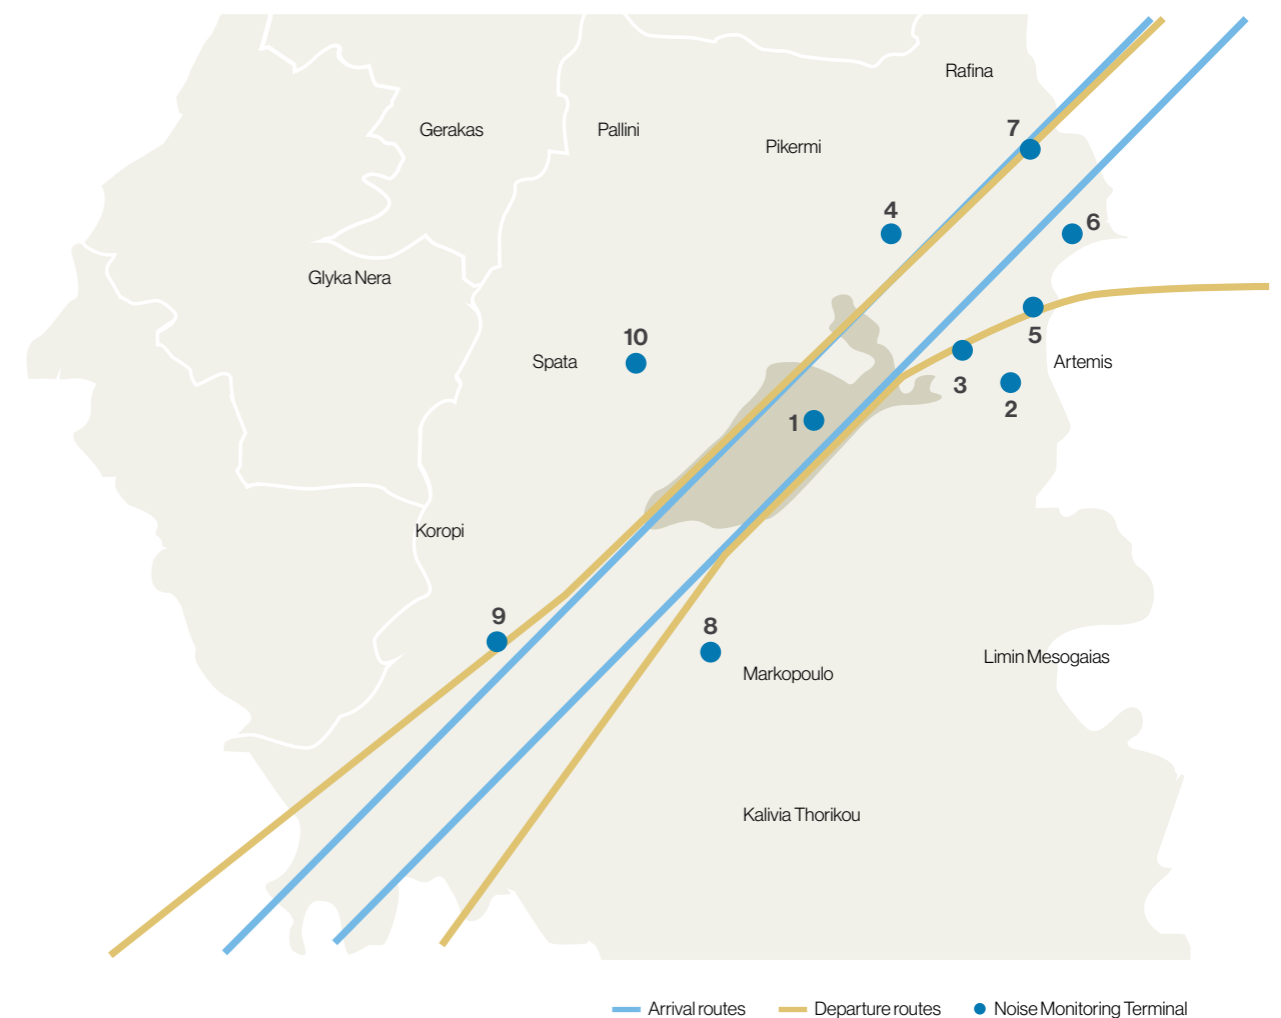 Rafina
7
Gerakas
Pallini
Pikermi
4
6
Glyka Nera
10
5
Spata
Artemis
3
2
1
Koropi
9
8
Limin Mesogaias
Markopoulo
Kalivia Thorikou
Arrival routes
Departure routes
Noise Monitoring Terminal